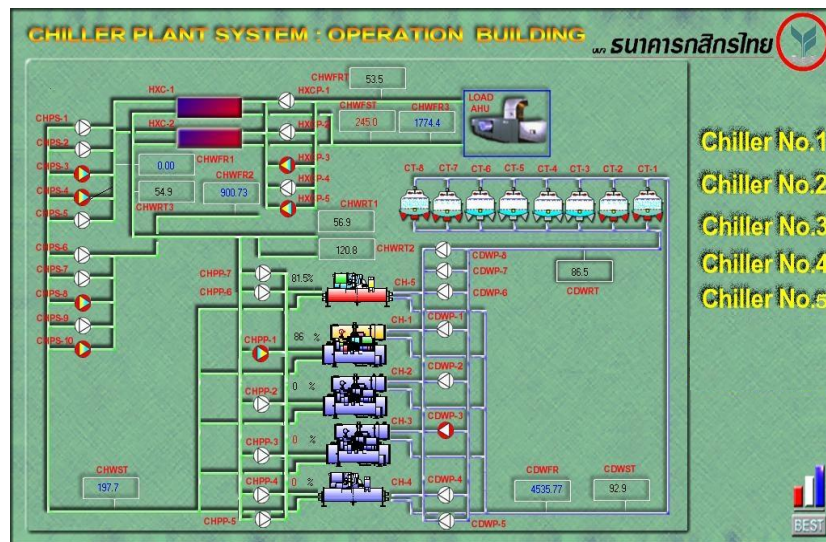 CHILLER PLANT SYSTEM : OPERATION BUILDING
บมจ. ธนาคารกสิกรไทย
CHWFRT
53.5
HXC-1
HXCP-1
CHWFST
CHWFR3
LOAD
AHU
245.0
1774.4
CHPS-1
HXC-2
HXCP-2
CHPS-2
Chiller No.1
0.00
CHWFR1
HXCP-3
CHPS-3
CHWFR2
CT-8
CT-7
CT-6
CT-5
CT-4
CT-3
CT-2
CT-1
HXCP-4
CHPS-4
54.9
900.73
Chiller No.2
HXCP-5
CHPS-5
CHWRT3
CHWRT1
56.9
Chiller No.3
CHPS-6
120.8
CHWRT2
CDWP-8
Chiller No.4
CHPS-7
CHPP-7
81.5%
CDWP-7
86.5
CH-5
CDWRT
CHPP-6
CDWP-6
CHPS-8
Chiller No.5
CHPS-9
CH-1
CDWP-1
CHPS-10
CHPP-1
86 %
CH-2
CDWP-2
CHPP-2
0 %
CH-3
CDWP-3
CHPP-3
0 %
CHWST
CDWFR
CDWST
CHPP-4
0 %
CH-4
CDWP-4
197.7
4535.77
92.9
CHPP-5
CDWP-5
BEST